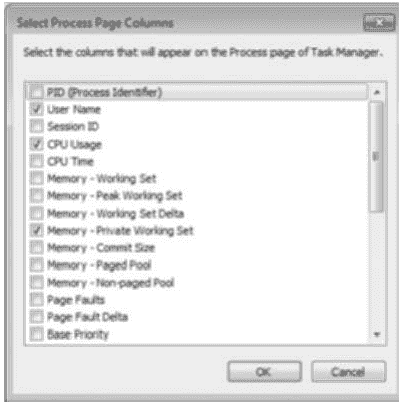 Select Process Page Columns
Select the columns that will appear on the Process page of Task Manager.
PID (Process Identifier)
User Name
Session ID
CPU Usage
CPU Time
Memory - Working Set
Memory - Peak Working Set
Memory - Working Set Delta
Memory - Private Working Set
Memory - Commit Size
Memory - Paged Pool
Memory - Non-paged Pool
Page Faults
Page Fault Delta
Base Priority
OK Cancel